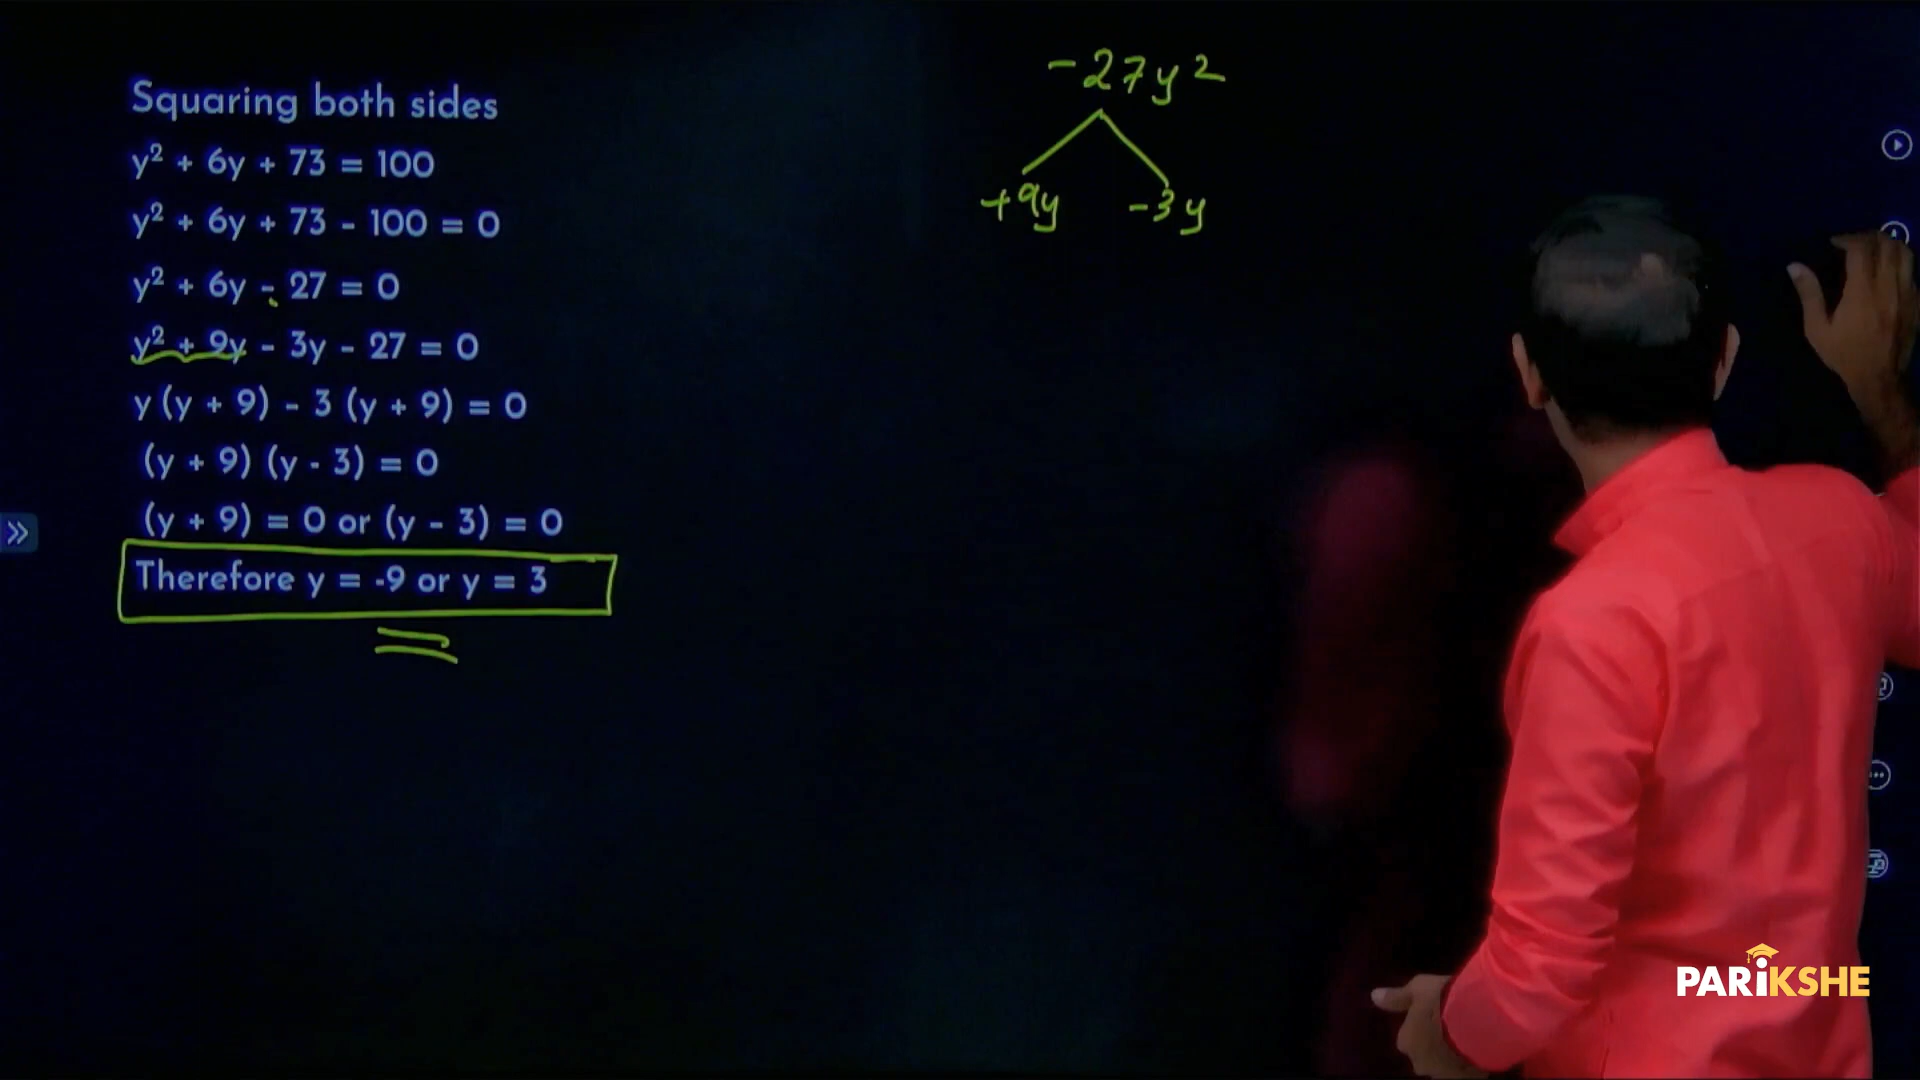 Squaring both sides
y² + 6y + 73 = 100
y² + 6y + 73 - 100 = 0
y² + 6y - 27 = 0
y² + 9y - 3y - 27 = 0
y (y + 9) - 3 (y + 9) = 0
(y + 9) (y - 3) = 0
(y + 9) = 0 or (y - 3) = 0
Therefore y = -9 or y = 3
-27y²
+9y -3y
PARiKSHE